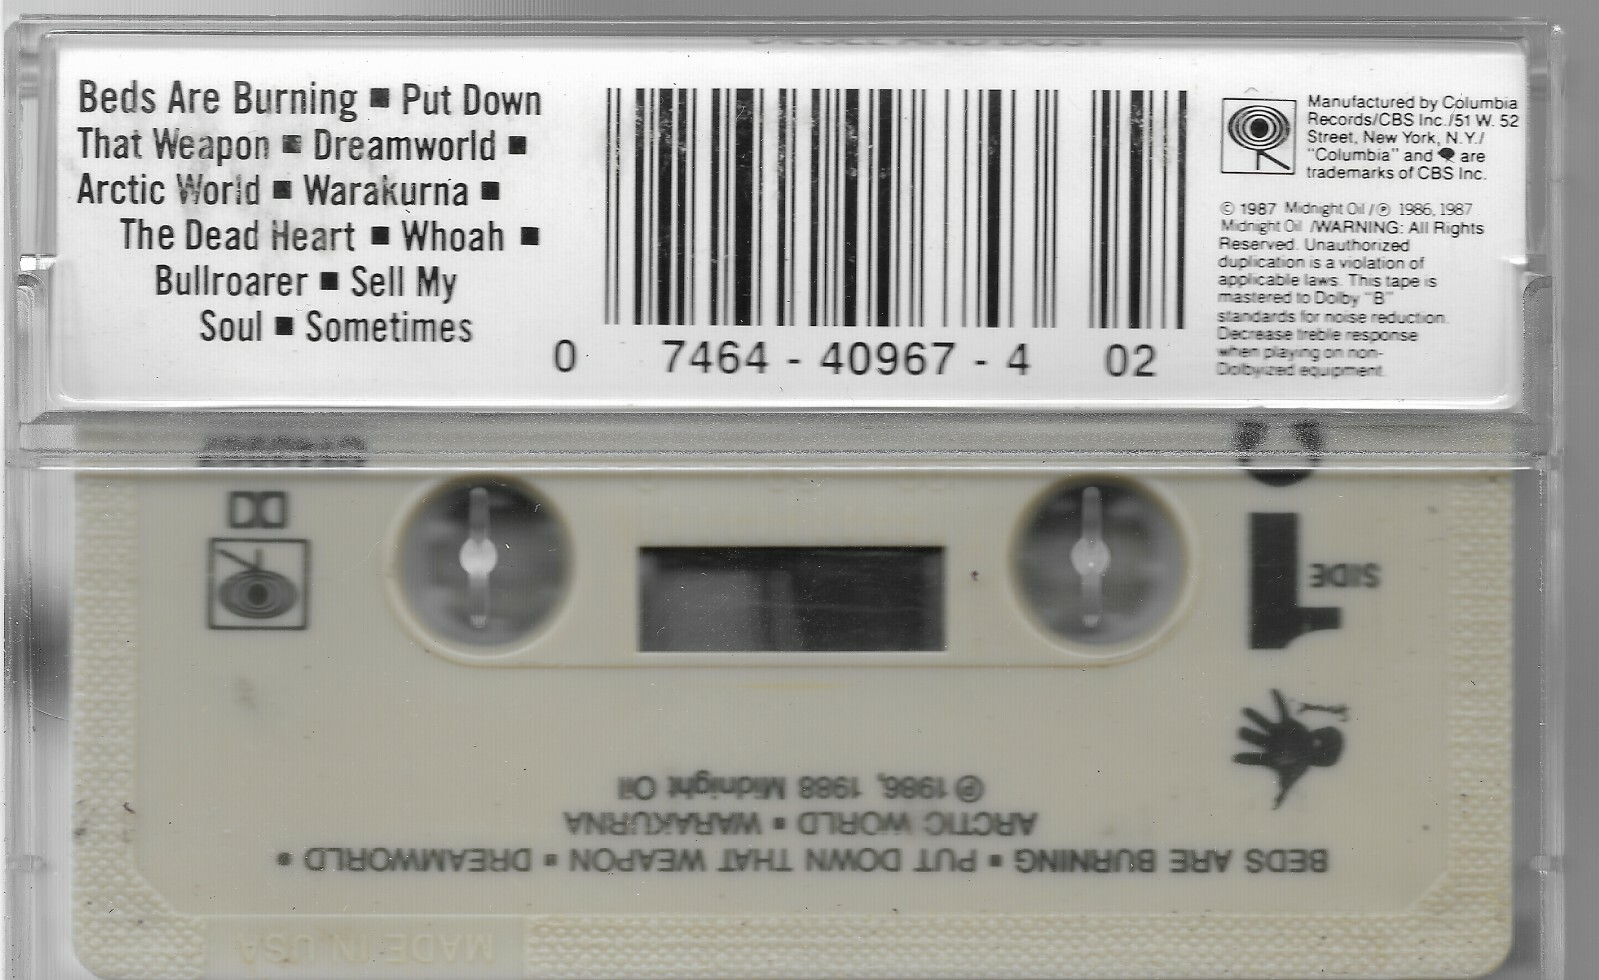 DIESEL AND DUST
Beds Are Burning ■ Put Down
That Weapon ■ Dreamworld ■
Arctic World ■ Warakurna ■
The Dead Heart ■ Whoah ■
Bullroarer ■ Sell My
Soul ■ Sometimes
0 7464 - 40967 - 4 02
Manufactured by Columbia
Records/CBS Inc./51 W. 52
Street, New York, N.Y./
"Columbia" and are
trademarks of CBS Inc.
© 1987 Midnight Oil /℗ 1986, 1987
Midnight Oil /WARNING: All Rights
Reserved. Unauthorized
duplication is a violation of
applicable laws. This tape is
mastered to Dolby "B"
standards for noise reduction.
Decrease treble response
when playing on non-
Dolbyized equipment.
SIDE
1
BEDS ARE BURNING ■ PUT DOWN THAT WEAPON ■ DREAMWORLD ■
ARCTIC WORLD ■ WARAKURNA
℗ 1986, 1988 Midnight Oil
MADE IN USA